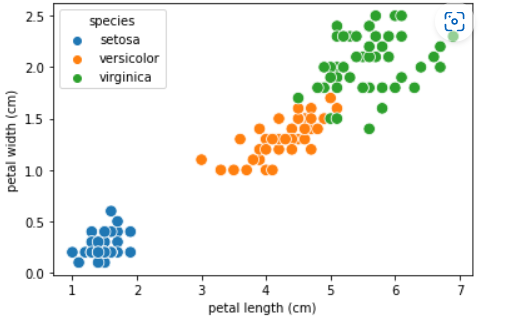 species
setosa
versicolor
virginica
petal width (cm)
2.5
2.0
1.5
1.0
0.5
0.0
1 2 3 4 5 6 7
petal length (cm)